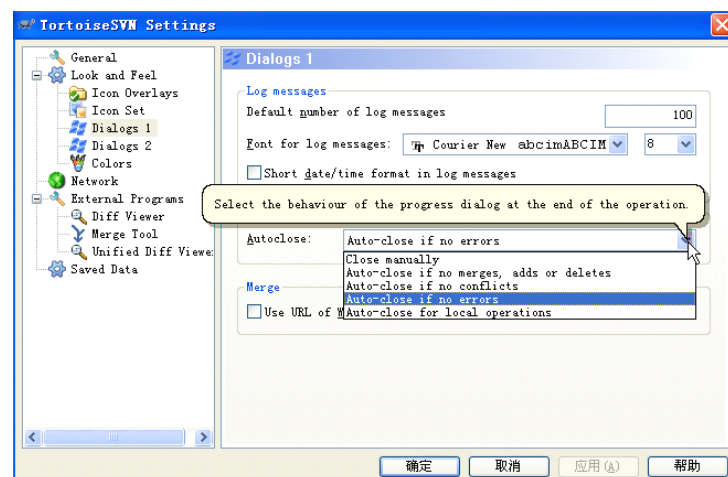 TortoiseSVN Settings
General
Look and Feel
Icon Overlays
Icon Set
Dialogs 1
Dialogs 2
Colors
Network
External Programs
Diff Viewer
Merge Tool
Unified Diff Viewe
Saved Data
Dialogs 1
Log messages
Default number of log messages 100
Font for log messages: Courier New abcimABCIM 8
Short date/time format in log messages
Select the behaviour of the progress dialog at the end of the operation.
Autoclose: Auto-close if no errors
Close manually
Auto-close if no merges, adds or deletes
Auto-close if no conflicts
Auto-close if no errors
Auto-close for local operations
Merge
Use URL of
确定 取消 应用(A) 帮助